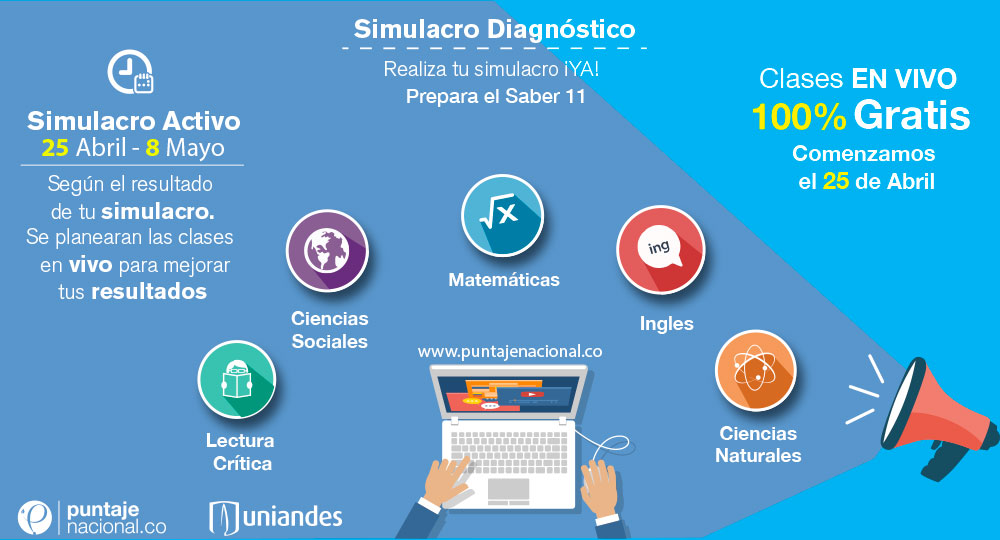 Simulacro Diagnóstico
Realiza tu simulacro ¡YA!
Prepara el Saber 11
Simulacro Activo
25 Abril - 8 Mayo
Según el resultado
de tu simulacro.
Se planearan las clases
en vivo para mejorar
tus resultados
Clases EN VIVO
100% Gratis
Comenzamos
el 25 de Abril
√x
Matemáticas
Ciencias
Sociales
ing
Ingles
www.puntajenacional.co
Lectura
Crítica
Ciencias
Naturales
puntaje
nacional.co
uniandes